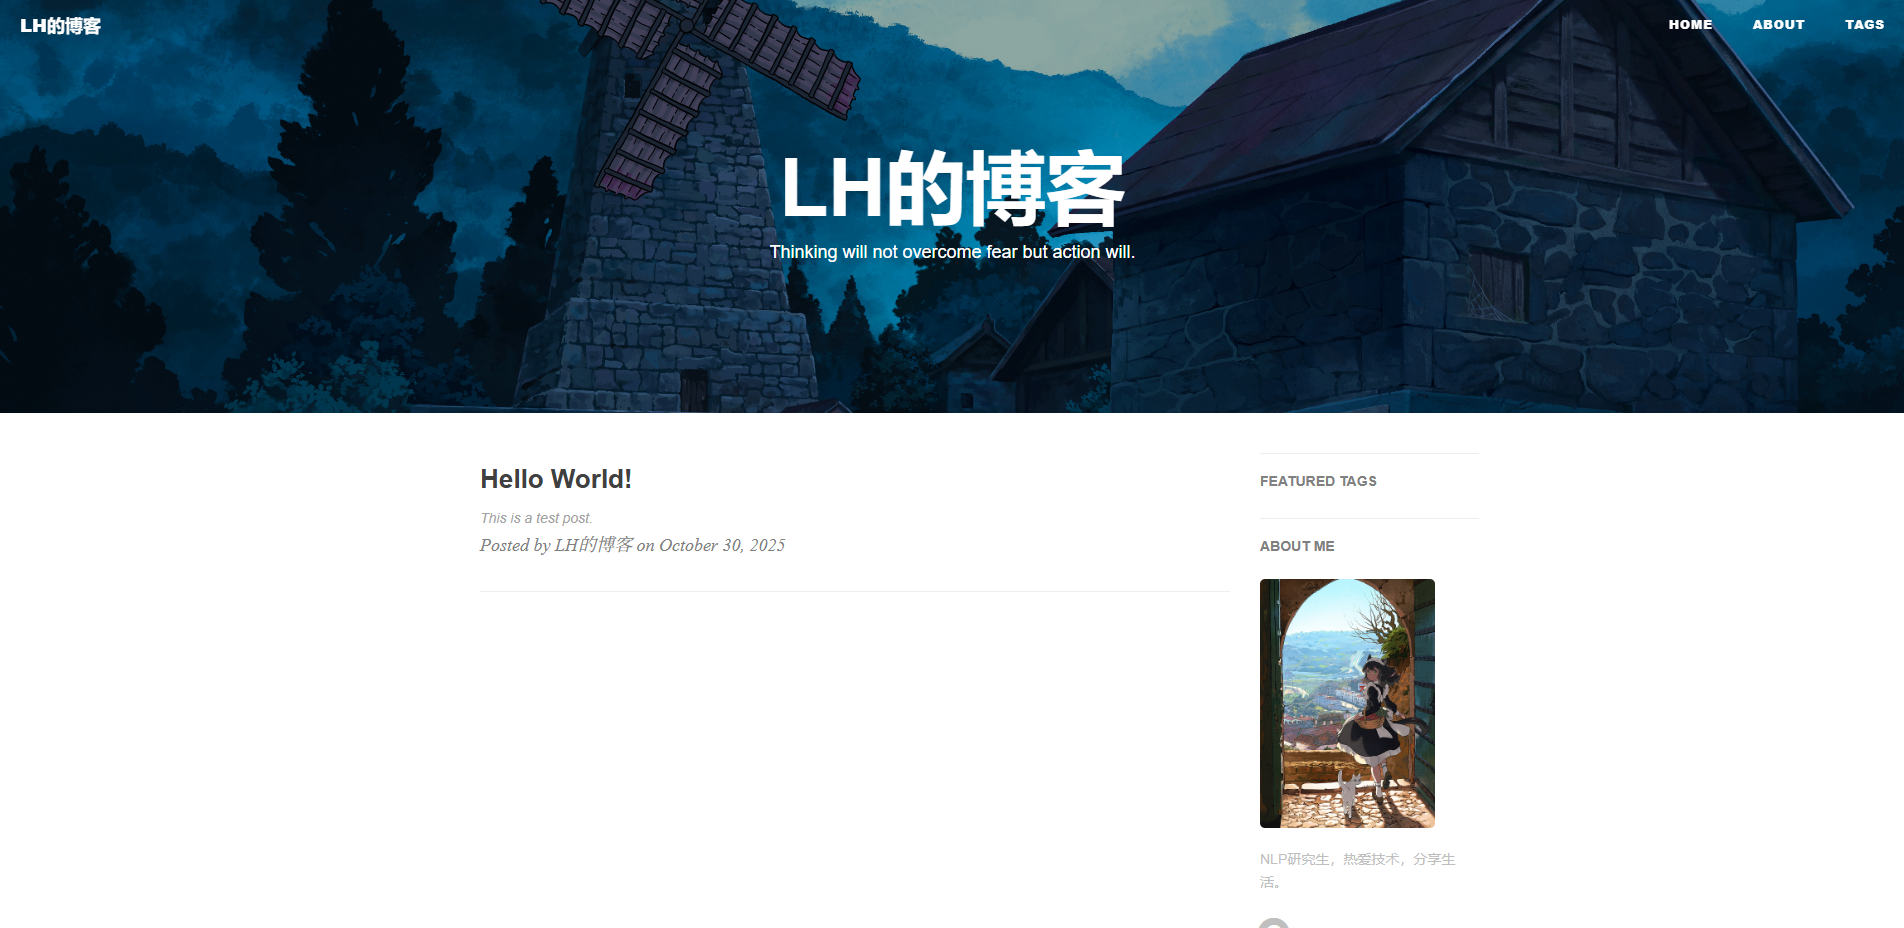 LH的博客
HOME ABOUT TAGS
LH的博客
Thinking will not overcome fear but action will.
Hello World!
This is a test post.
Posted by LH的博客 on October 30, 2025
FEATURED TAGS
ABOUT ME
NLP研究生，热爱技术，分享生
活。